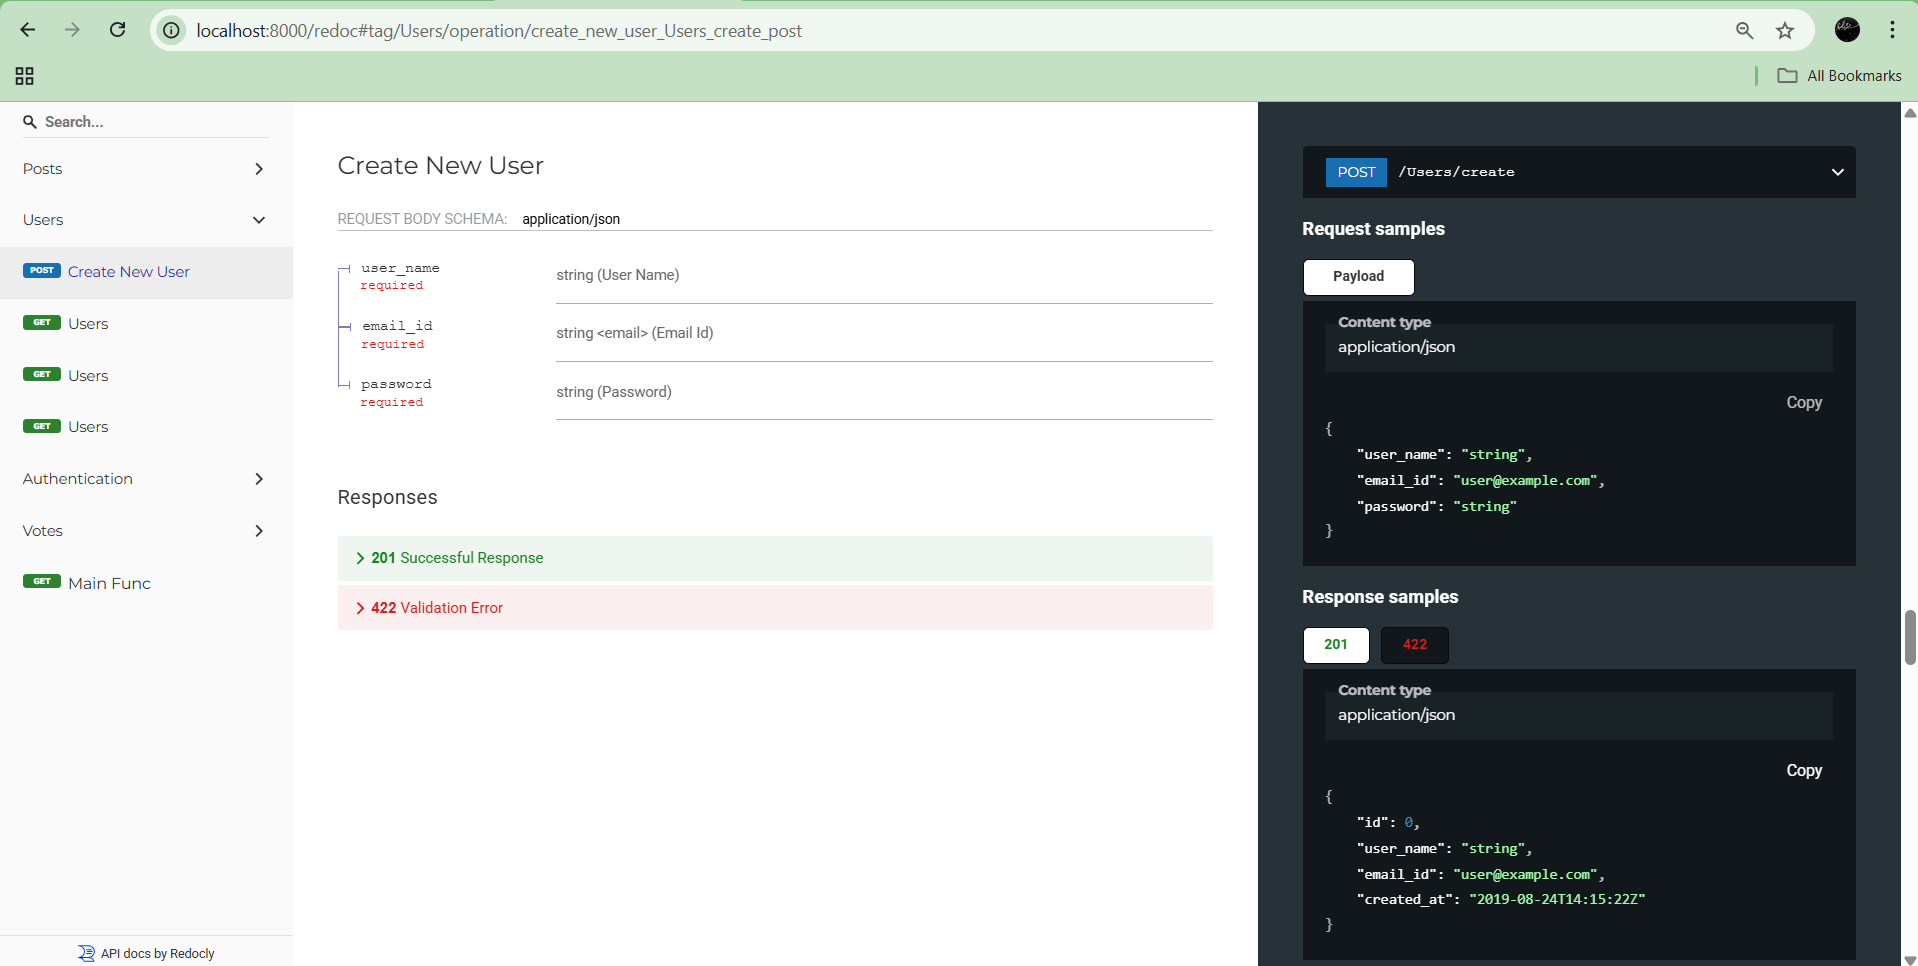 localhost:8000/redoc#tag/Users/operation/create_new_user_Users_create_post
All Bookmarks
Search...
Posts
Users
POST Create New User
GET Users
GET Users
GET Users
Authentication
Votes
GET Main Func
API docs by Redocly
Create New User
REQUEST BODY SCHEMA: application/json
user_name
required
string (User Name)
email_id
required
string <email> (Email Id)
password
required
string (Password)
Responses
201 Successful Response
422 Validation Error
POST /Users/create
Request samples
Payload
Content type
application/json
Copy
{
"user_name": "string",
"email_id": "user@example.com",
"password": "string"
}
Response samples
201 422
Content type
application/json
Copy
{
"id": 0,
"user_name": "string",
"email_id": "user@example.com",
"created_at": "2019-08-24T14:15:22Z"
}